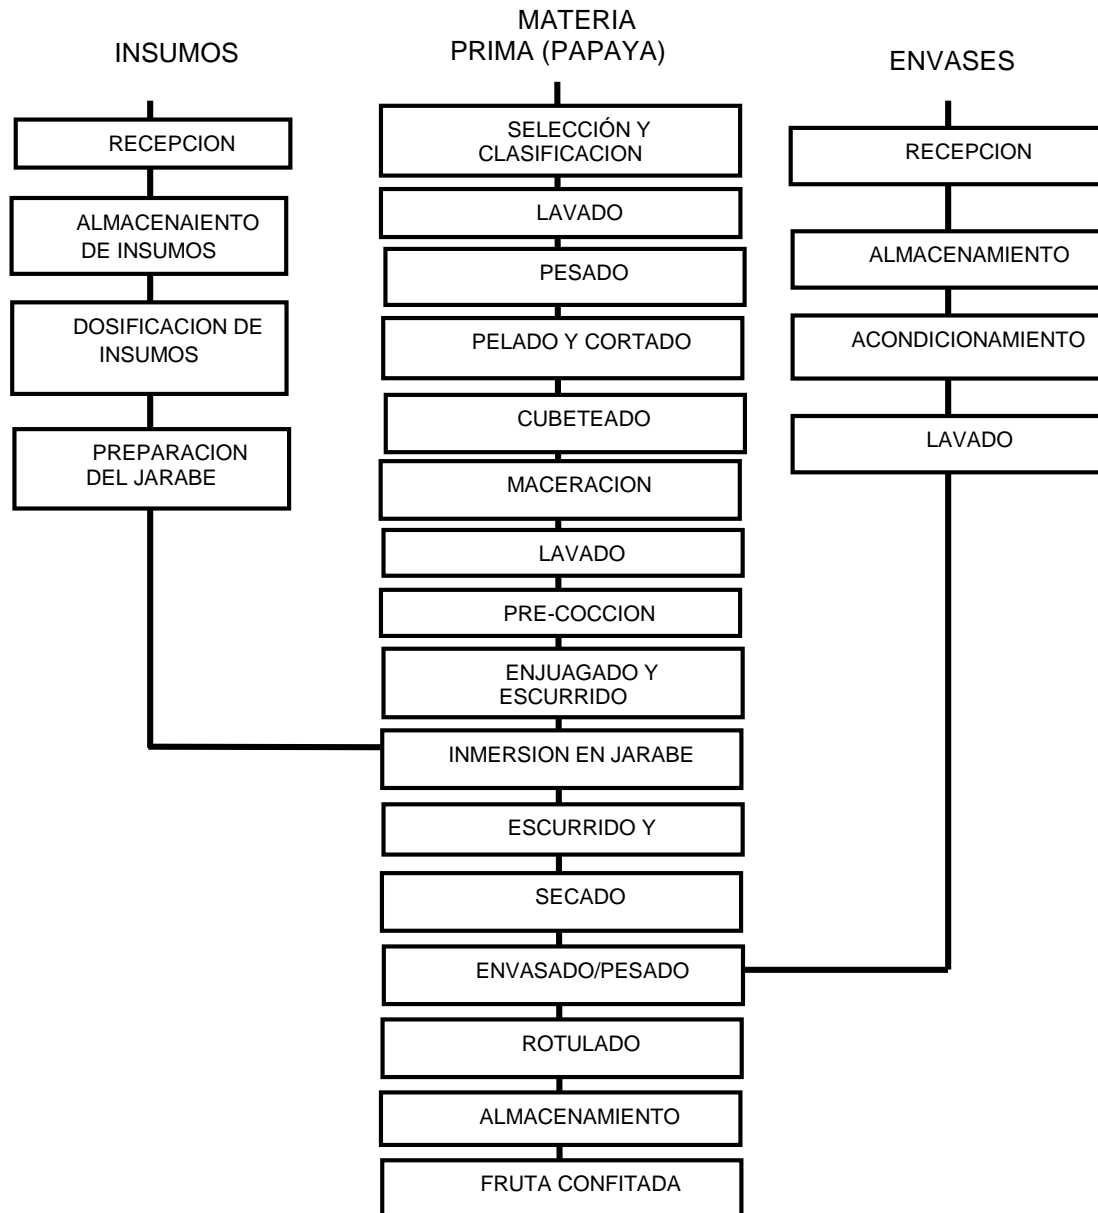 INSUMOS
RECEPCION
ALMACENAIENTO
DE INSUMOS
DOSIFICACION DE
INSUMOS
PREPARACION
DEL JARABE
MATERIA
PRIMA (PAPAYA)
SELECCIÓN Y
CLASIFICACION
LAVADO
PESADO
PELADO Y CORTADO
CUBETEADO
MACERACION
LAVADO
PRE-COCCION
ENJUAGADO Y
ESCURRIDO
INMERSION EN JARABE
ESCURRIDO Y
SECADO
ENVASADO/PESADO
ROTULADO
ALMACENAMIENTO
FRUTA CONFITADA
ENVASES
RECEPCION
ALMACENAMIENTO
ACONDICIONAMIENTO
LAVADO